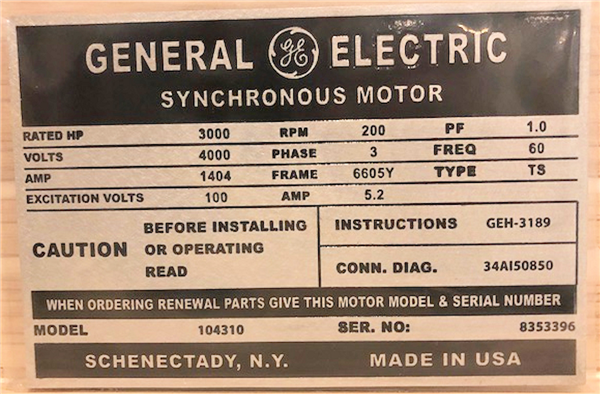 GENERAL GE ELECTRIC
SYNCHRONOUS MOTOR
RATED HP 3000 RPM 200 PF 1.0
VOLTS 4000 PHASE 3 FREQ 60
AMP 1404 FRAME 6605Y TYPE TS
EXCITATION VOLTS 100 AMP 5.2
CAUTION BEFORE INSTALLING
OR OPERATING
READ
INSTRUCTIONS GEH-3189
CONN. DIAG. 34AI50850
WHEN ORDERING RENEWAL PARTS GIVE THIS MOTOR MODEL & SERIAL NUMBER
MODEL 104310 SER. NO: 8353396
SCHENECTADY, N.Y. MADE IN USA